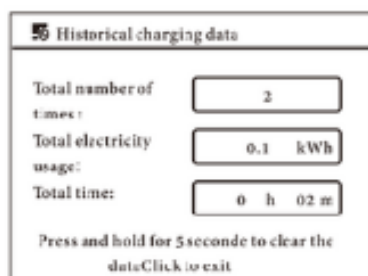 Historical charging data
Total number of
times:
2
Total electricity
usage:
0.1 kWh
Total time:
0 h 02 m
Press and hold for 5 seconde to clear the
dataClick to exit